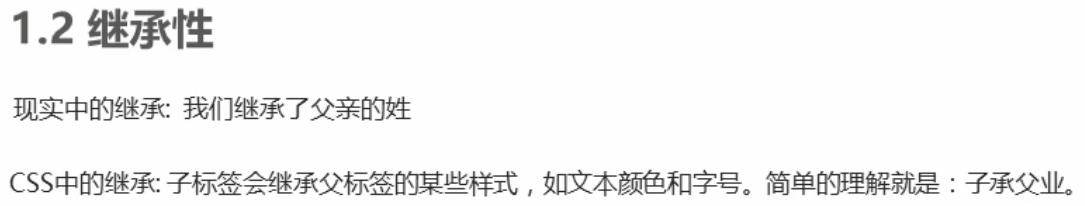 1.2 继承性
现实中的继承: 我们继承了父亲的姓
CSS中的继承: 子标签会继承父标签的某些样式，如文本颜色和字号。简单的理解就是：子承父业。